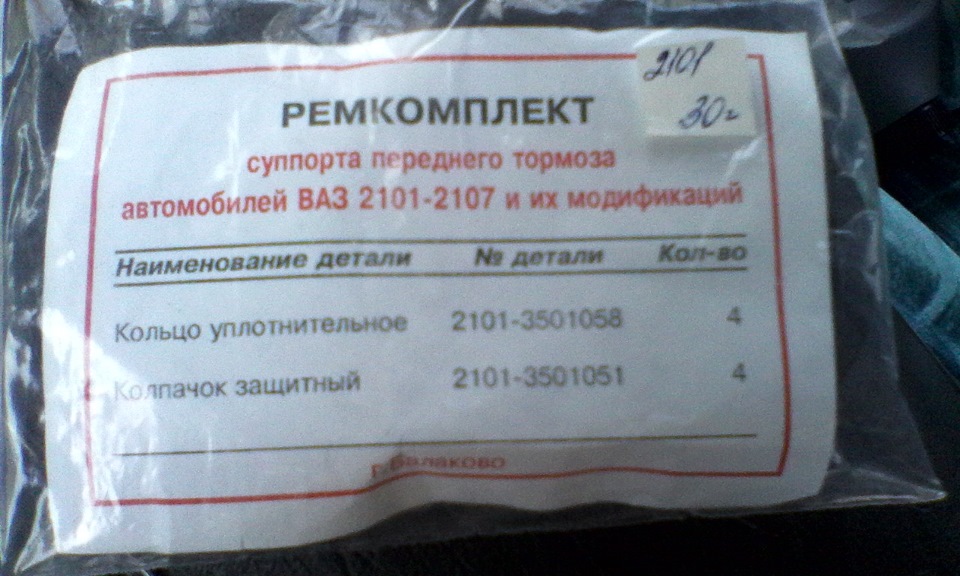 2101
30
РЕМКОМПЛЕКТ
суппорта переднего тормоза
автомобилей ВАЗ 2101-2107 и их модификаций
Наименование детали № детали Кол-во
Кольцо уплотнительное 2101-3501058 4
Колпачок защитный 2101-3501051 4
г. Балаково